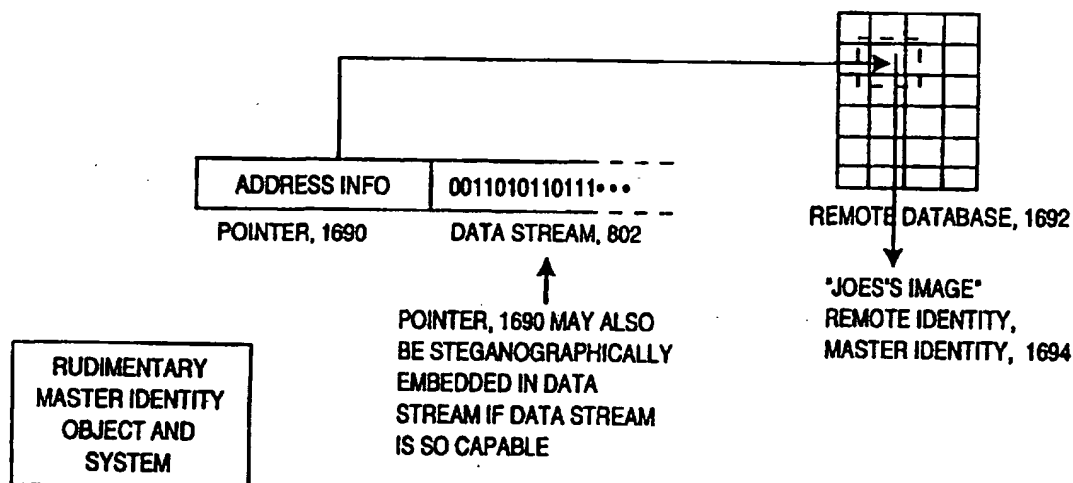 ADDRESS INFO
0011010110111•••
POINTER, 1690
DATA STREAM, 802
REMOTE DATABASE, 1692
"JOES'S IMAGE"
REMOTE IDENTITY,
MASTER IDENTITY, 1694
POINTER, 1690 MAY ALSO
BE STEGANOGRAPHICALLY
EMBEDDED IN DATA
STREAM IF DATA STREAM
IS SO CAPABLE
RUDIMENTARY
MASTER IDENTITY
OBJECT AND
SYSTEM